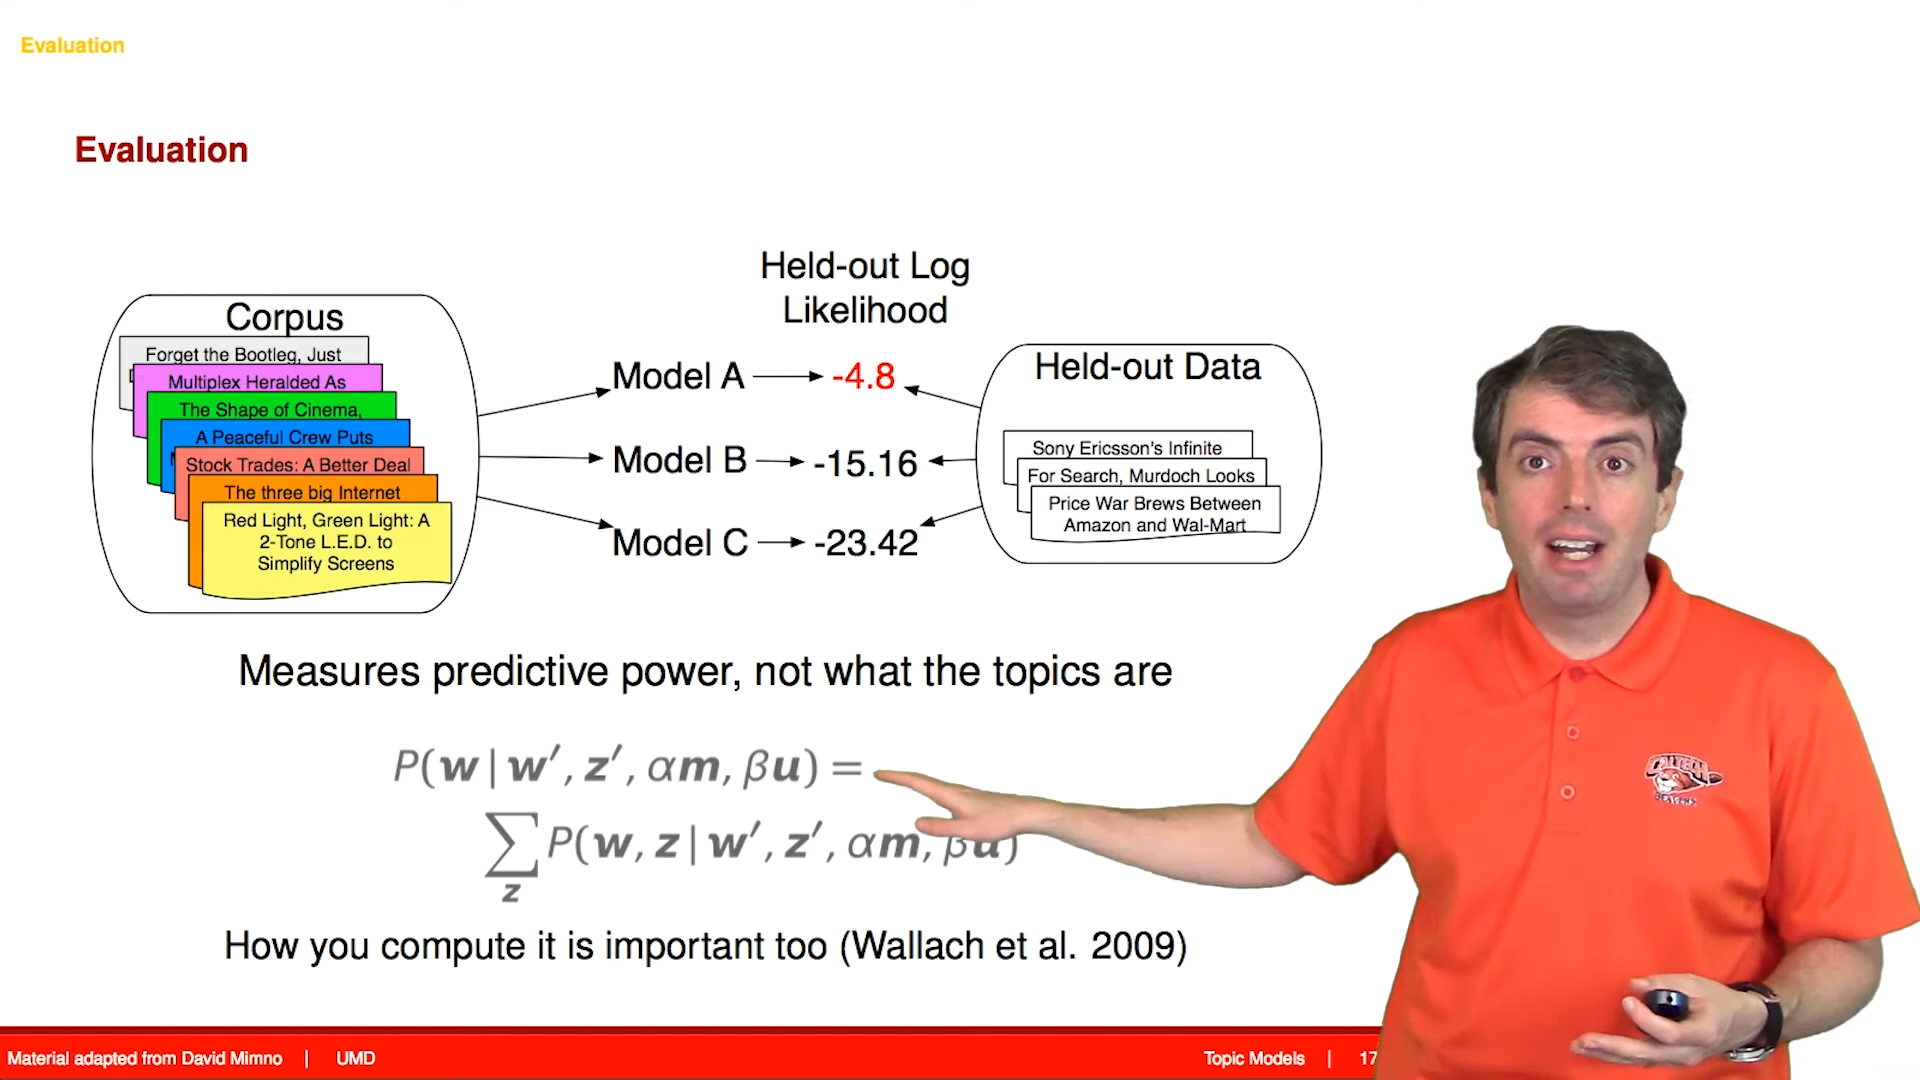 Evaluation
Evaluation
Held-out Log
Likelihood
Corpus
Forget the Bootleg, Just
Multiplex Heralded As
The Shape of Cinema,
A Peaceful Crew Puts
Stock Trades: A Better Deal
The three big Internet
Red Light, Green Light: A
2-Tone L.E.D. to
Simplify Screens
Model A
-4.8
Model B
-15.16
Model C
-23.42
Held-out Data
Sony Ericsson's Infinite
For Search, Murdoch Looks
Price War Brews Between
Amazon and Wal-Mart
Measures predictive power, not what the topics are
P(w | w′, z′, αm, βu) =
∑ P(w, z | w′, z′, αm, βu)
z
How you compute it is important too (Wallach et al. 2009)
CALTECH
BEAVERS
Material adapted from David Mimno | UMD
Topic Models | 17